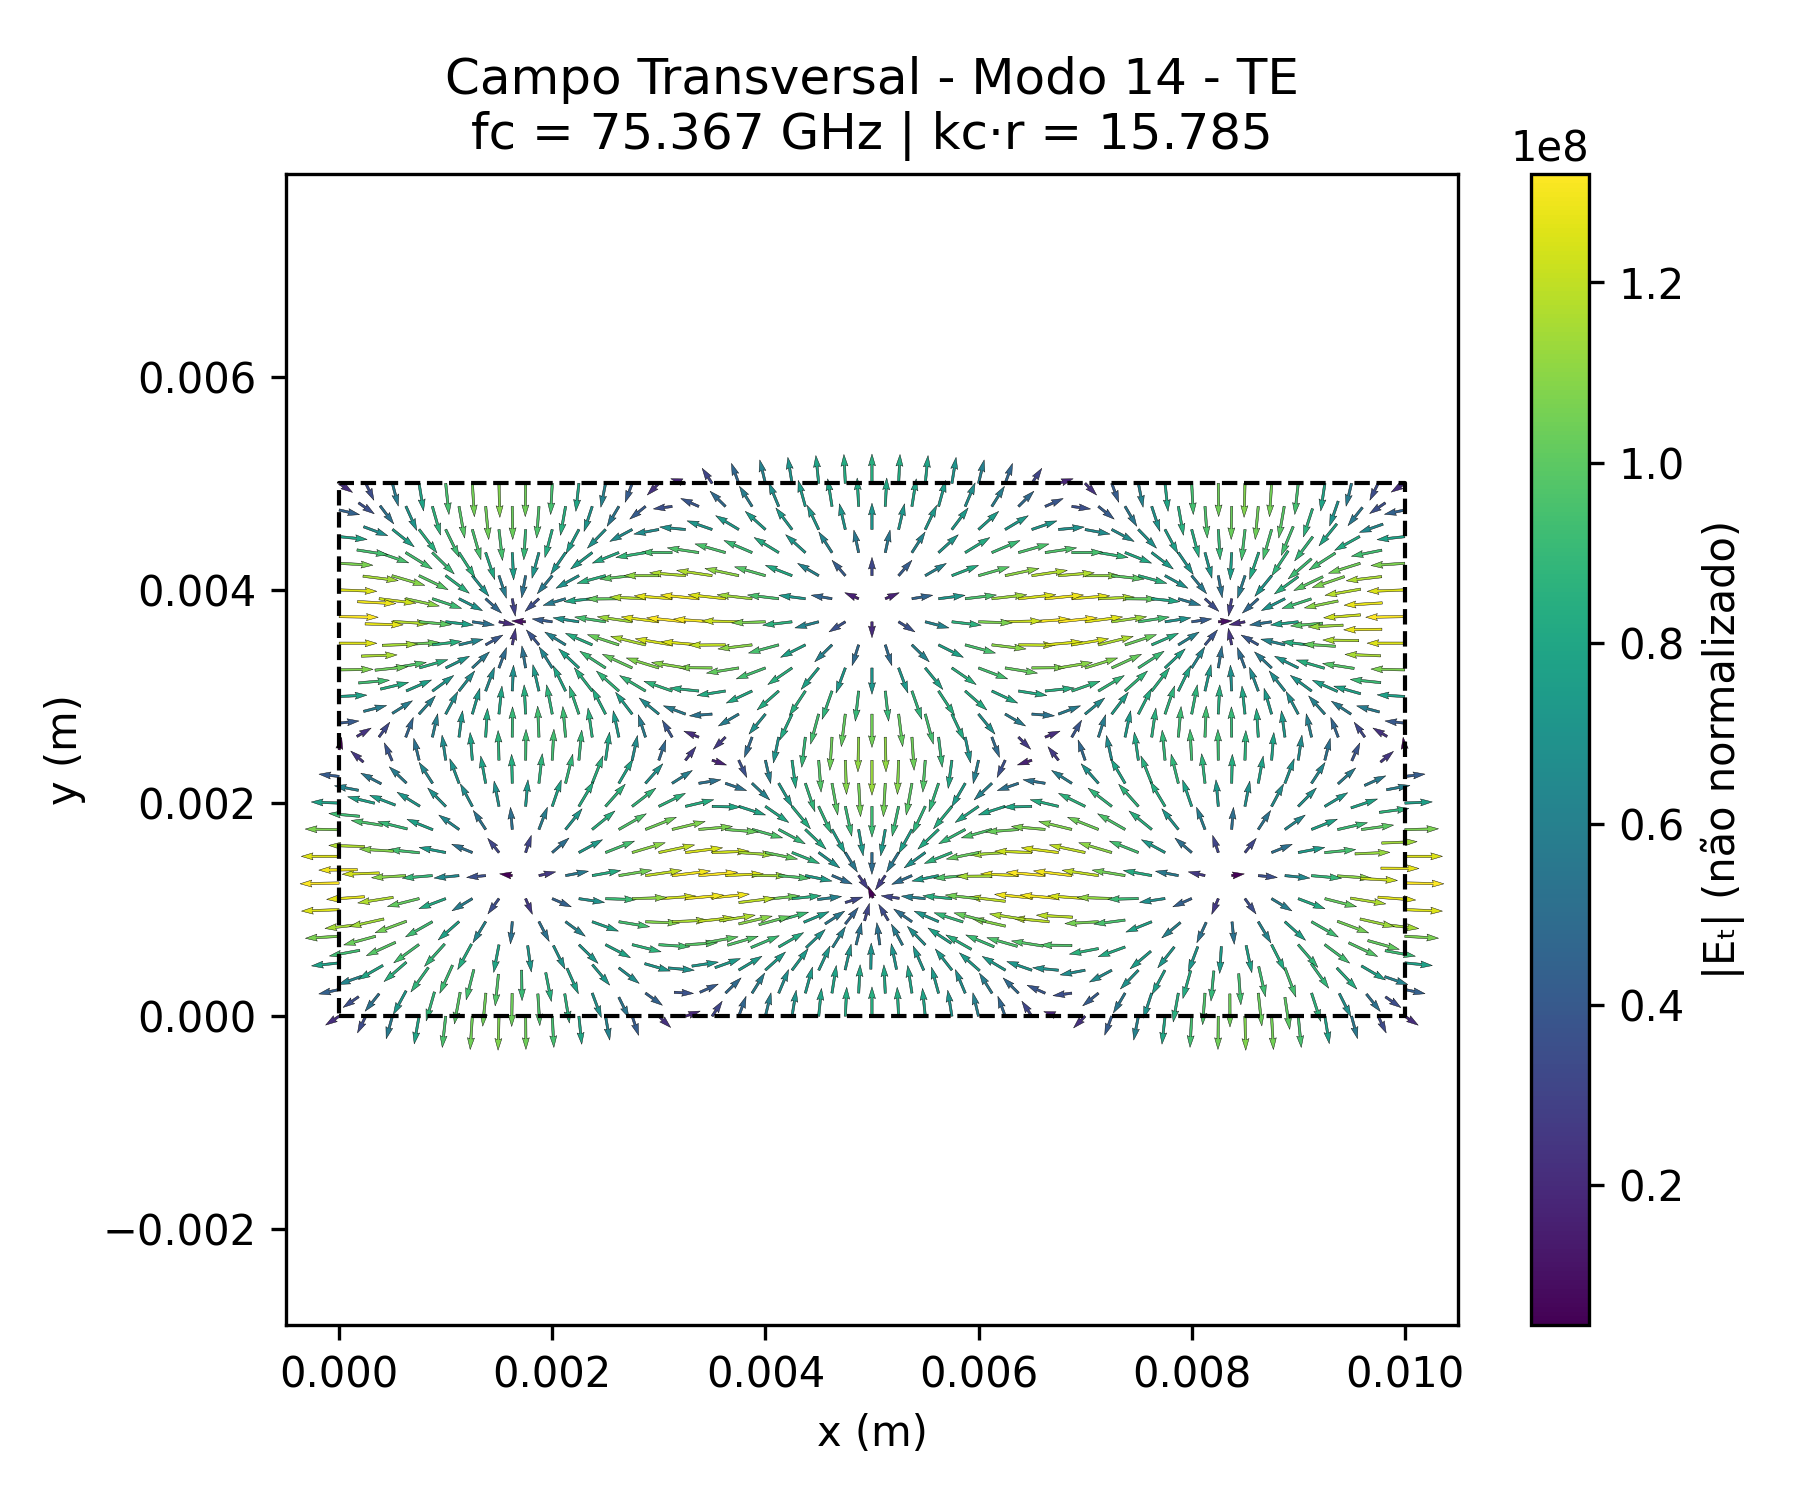 Campo Transversal - Modo 14 - TE
fc = 75.367 GHz | kc·r = 15.785
1e8
1.2
1.0
0.8
0.6
0.4
0.2
|Eₜ| (não normalizado)
0.006
0.004
0.002
0.000
−0.002
y (m)
0.000 0.002 0.004 0.006 0.008 0.010
x (m)